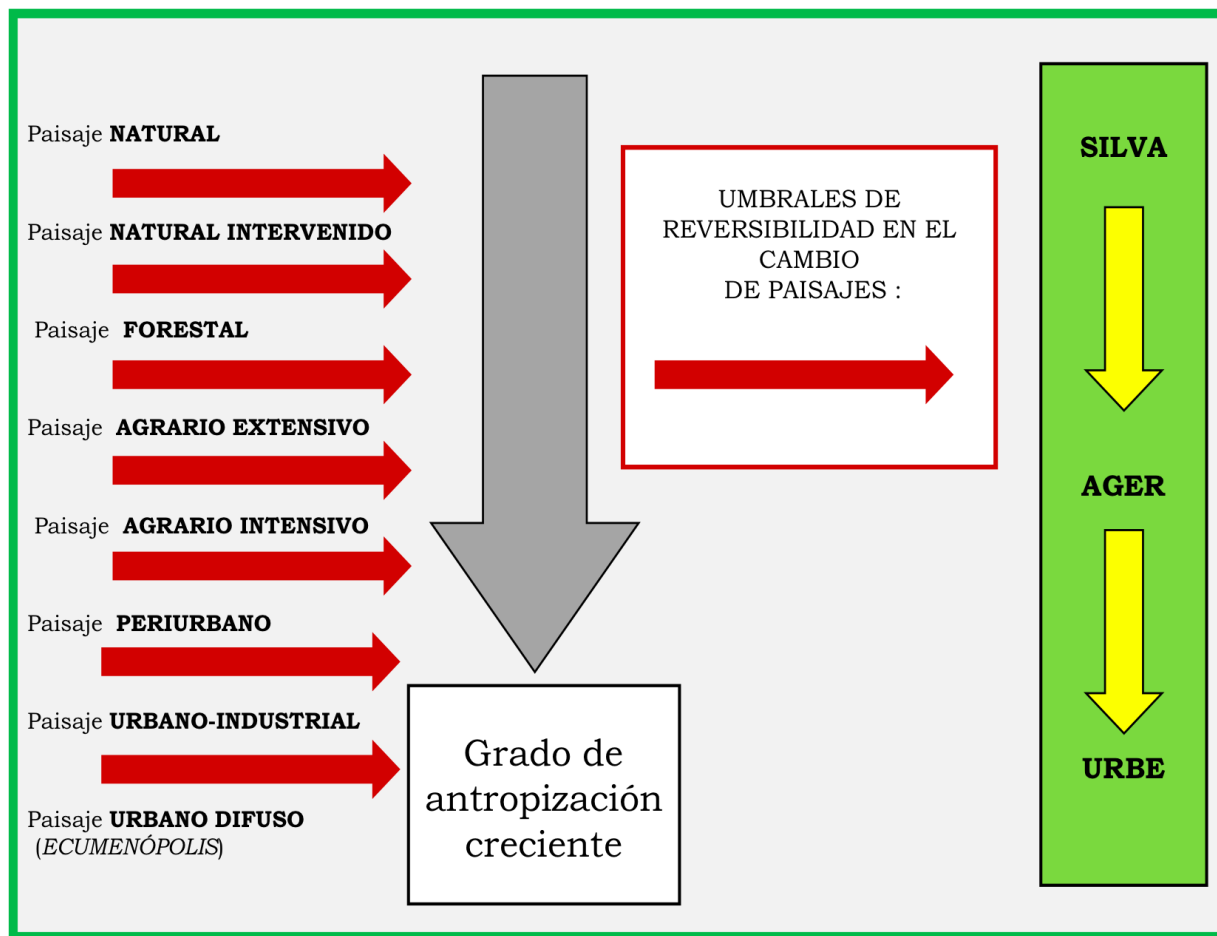 Paisaje NATURAL
Paisaje NATURAL INTERVENIDO
Paisaje FORESTAL
Paisaje AGRARIO EXTENSIVO
Paisaje AGRARIO INTENSIVO
Paisaje PERIURBANO
Paisaje URBANO-INDUSTRIAL
Paisaje URBANO DIFUSO
(ECUMENÓPOLIS)
Grado de
antropización
creciente
UMBRALES DE
REVERSIBILIDAD EN EL
CAMBIO
DE PAISAJES :
SILVA
AGER
URBE